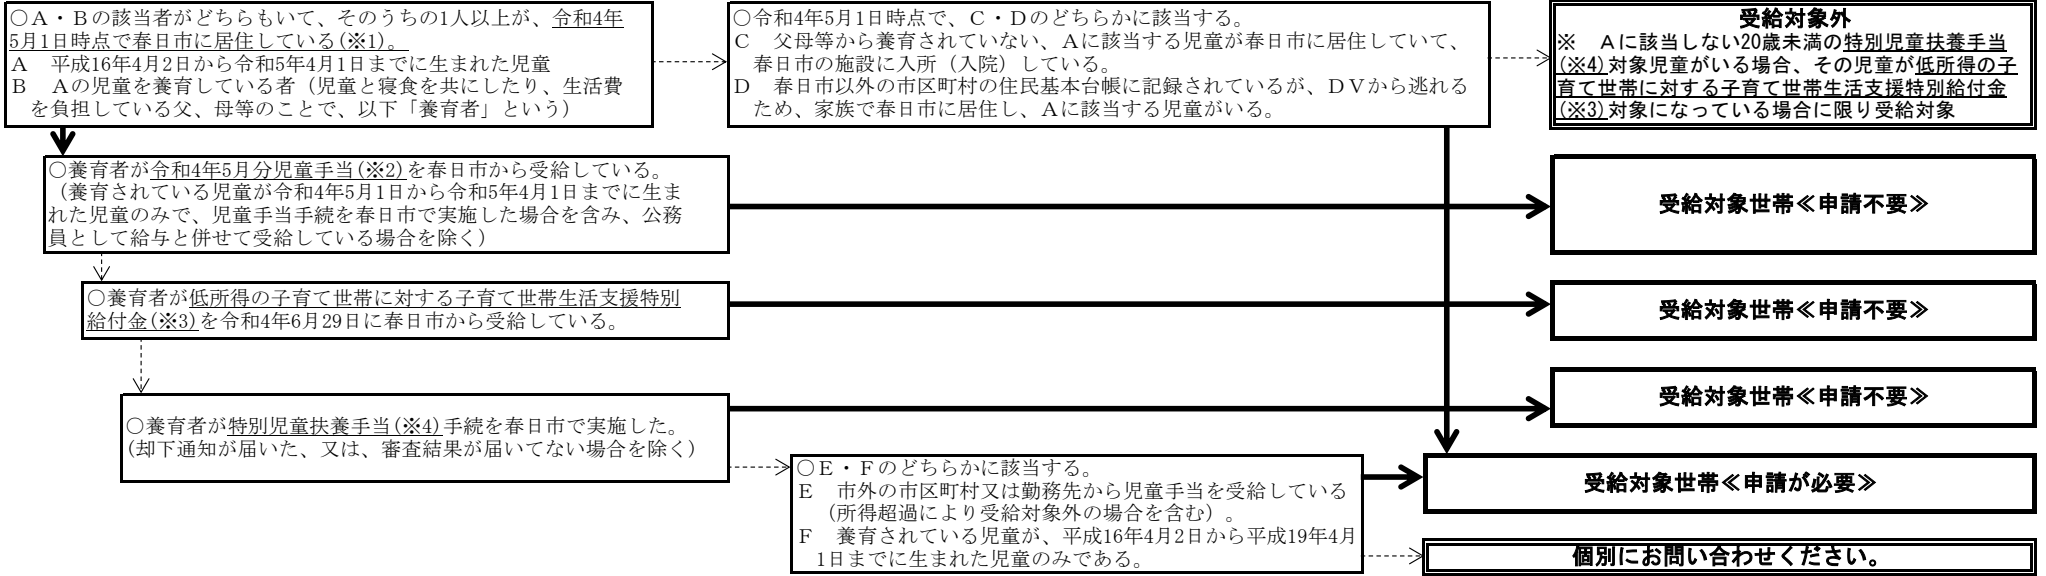 ○Ａ・Ｂの該当者がどちらもいて、そのうちの1人以上が、令和4年
5月1日時点で春日市に居住している(※1)。
Ａ　平成16年4月2日から令和5年4月1日までに生まれた児童
Ｂ　Ａの児童を養育している者（児童と寝食を共にしたり、生活費
を負担している父、母等のことで、以下「養育者」という）
○令和4年5月1日時点で、Ｃ・Ｄのどちらかに該当する。
Ｃ　父母等から養育されていない、Ａに該当する児童が春日市に居住していて、
春日市の施設に入所（入院）している。
Ｄ　春日市以外の市区町村の住民基本台帳に記録されているが、ＤＶから逃れる
ため、家族で春日市に居住し、Ａに該当する児童がいる。
受給対象外
※　Ａに該当しない20歳未満の特別児童扶養手当
(※4)対象児童がいる場合、その児童が低所得の子
育て世帯に対する子育て世帯生活支援特別給付金
(※3)対象になっている場合に限り受給対象
○養育者が令和4年5月分児童手当(※2)を春日市から受給している。
（養育されている児童が令和4年5月1日から令和5年4月1日までに生ま
れた児童のみで、児童手当手続を春日市で実施した場合を含み、公務
員として給与と併せて受給している場合を除く）
受給対象世帯≪申請不要≫
○養育者が低所得の子育て世帯に対する子育て世帯生活支援特別
給付金(※3)を令和4年6月29日に春日市から受給している。
受給対象世帯≪申請不要≫
○養育者が特別児童扶養手当(※4)手続を春日市で実施した。
(却下通知が届いた、又は、審査結果が届いてない場合を除く）
受給対象世帯≪申請不要≫
○Ｅ・Ｆのどちらかに該当する。
Ｅ　市外の市区町村又は勤務先から児童手当を受給している
（所得超過により受給対象外の場合を含む）。
Ｆ　養育されている児童が、平成16年4月2日から平成19年4月
1日までに生まれた児童のみである。
受給対象世帯≪申請が必要≫
個別にお問い合わせください。